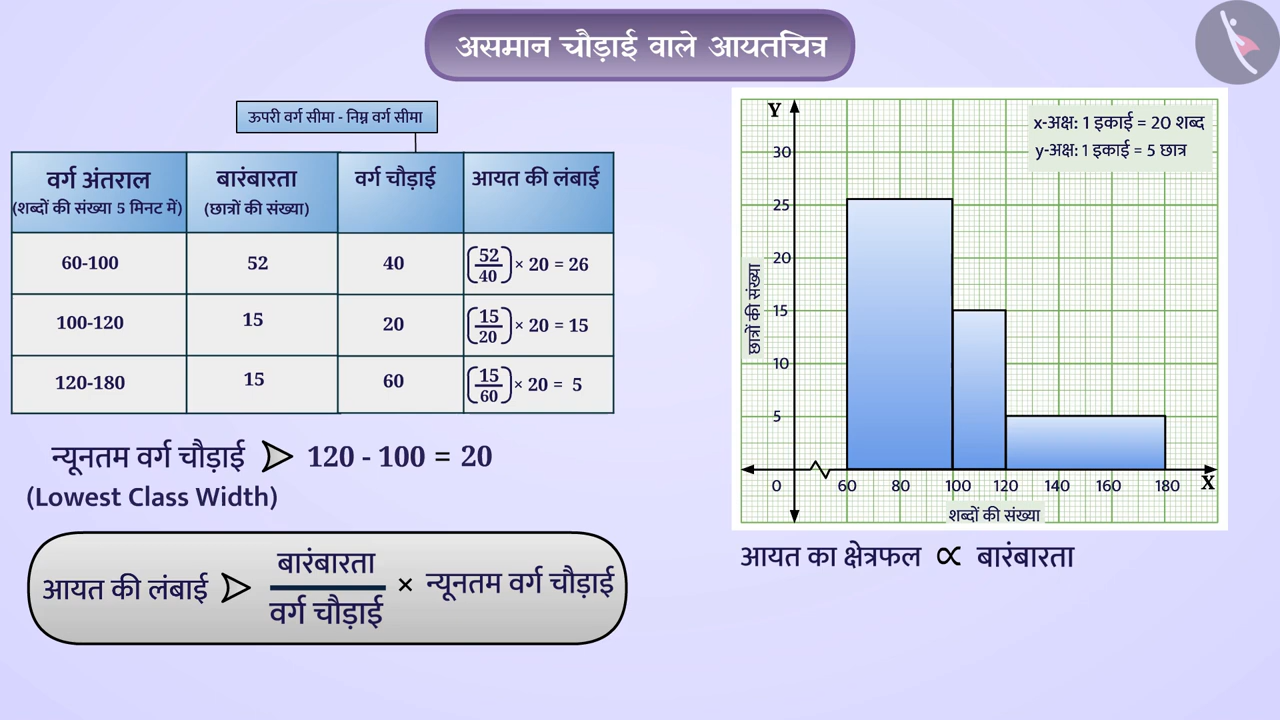 असमान चौड़ाई वाले आयतचित्र
ऊपरी वर्ग सीमा - निम्न वर्ग सीमा
वर्ग अंतराल बारंबारता वर्ग चौड़ाई आयत की लंबाई
(शब्दों की संख्या 5 मिनट में) (छात्रों की संख्या)
60-100 52 40 (52/40) × 20 = 26
100-120 15 20 (15/20) × 20 = 15
120-180 15 60 (15/60) × 20 = 5
न्यूनतम वर्ग चौड़ाई ➢ 120 - 100 = 20
(Lowest Class Width)
आयत की लंबाई ➢ बारंबारता/वर्ग चौड़ाई × न्यूनतम वर्ग चौड़ाई
Y
x-अक्ष: 1 इकाई = 20 शब्द
y-अक्ष: 1 इकाई = 5 छात्र
30
25
20
15
10
5
छात्रों की संख्या
0 60 80 100 120 140 160 180 X
शब्दों की संख्या
आयत का क्षेत्रफल ∝ बारंबारता